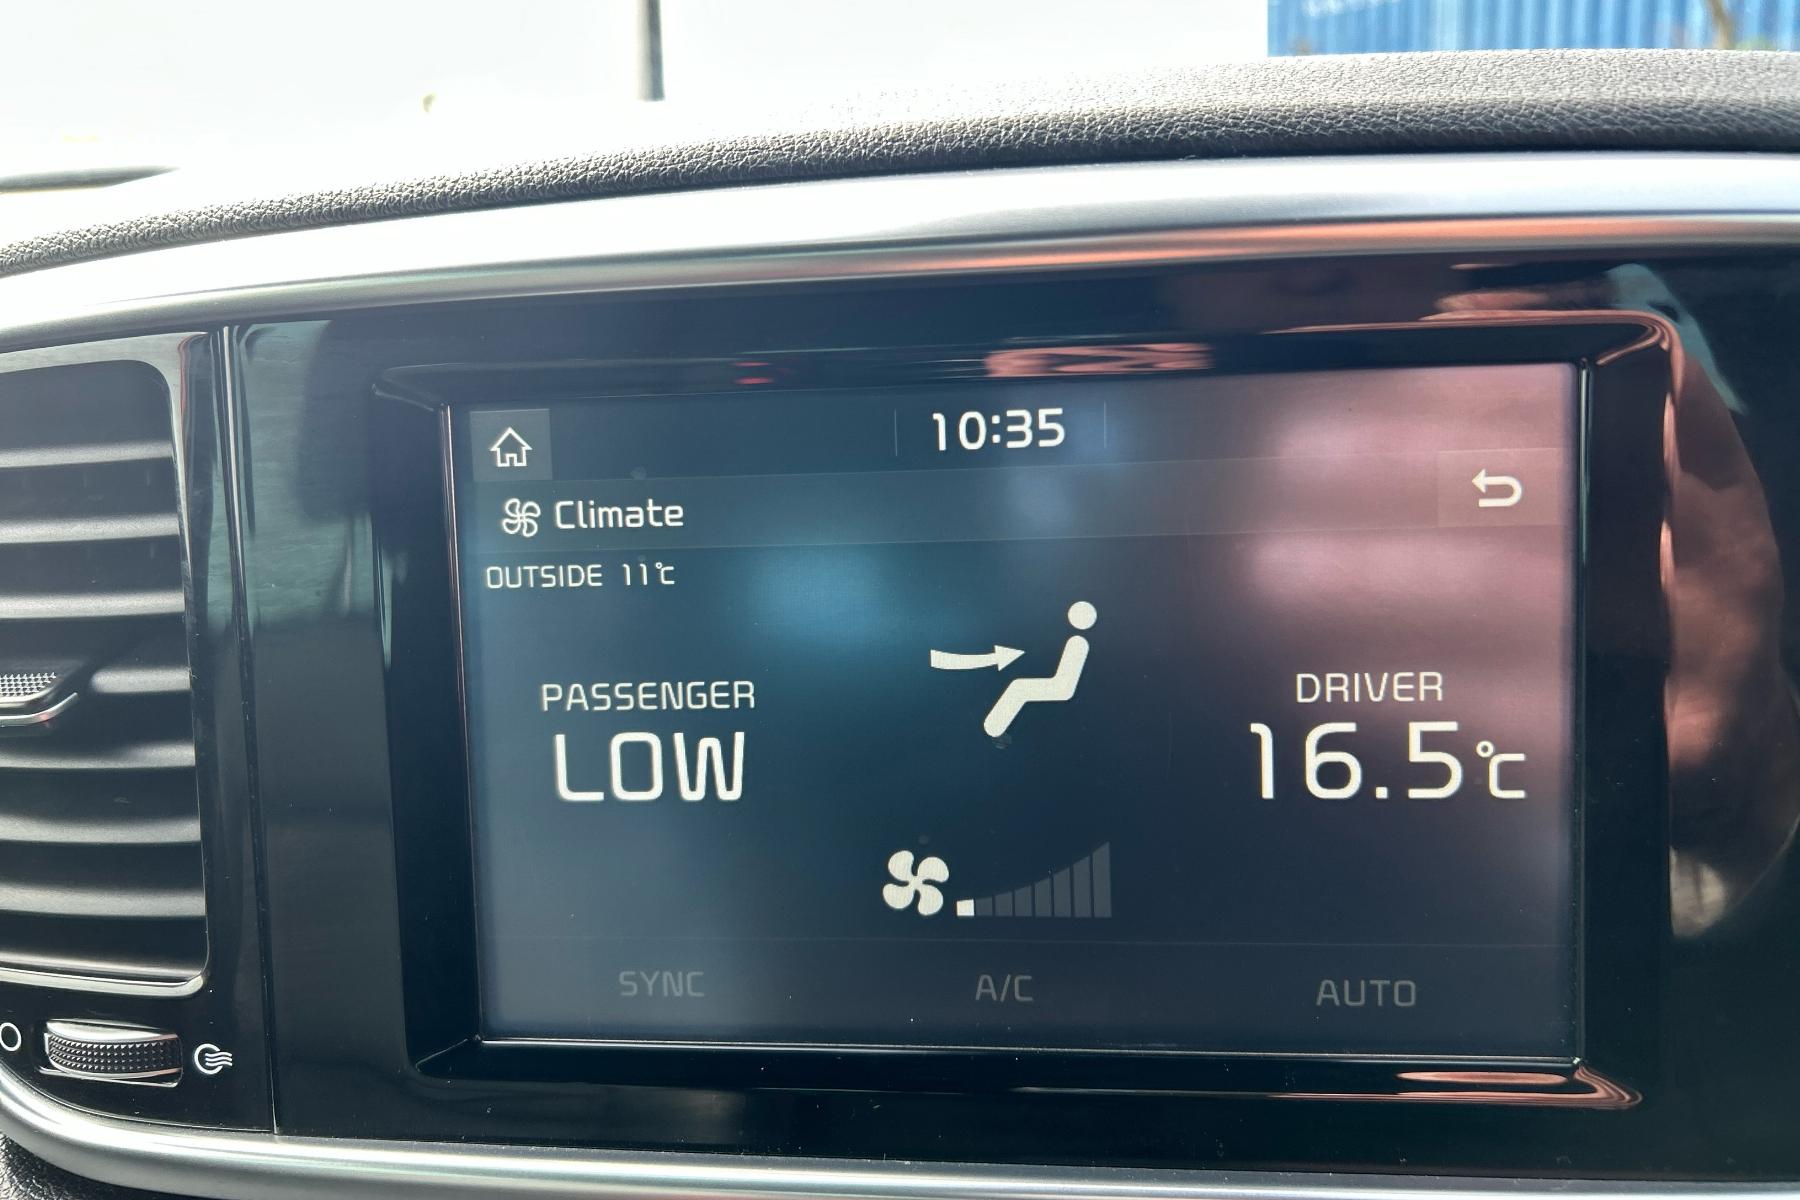 10:35
Climate
OUTSIDE 11℃
PASSENGER
LOW
DRIVER
16.5℃
SYNC A/C AUTO